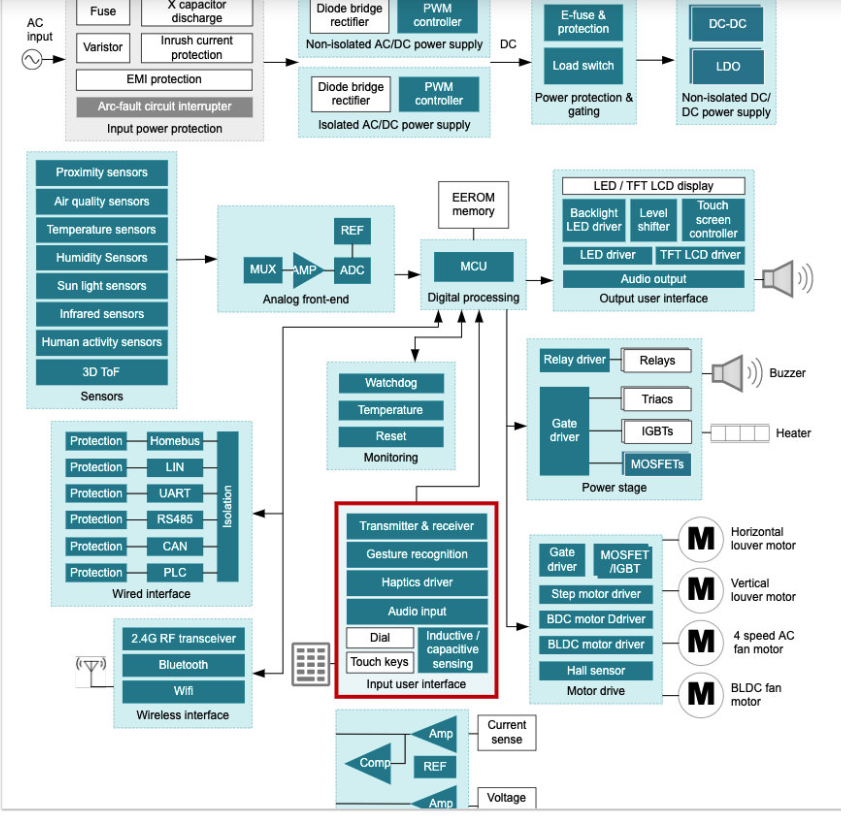 AC
input
Fuse
X capacitor
discharge
Varistor
Inrush current
protection
EMI protection
Arc-fault circuit interrupter
Input power protection
Diode bridge
rectifier
PWM
controller
Non-isolated AC/DC power supply
Diode bridge
rectifier
PWM
controller
Isolated AC/DC power supply
DC
E-fuse &
protection
Load switch
Power protection &
gating
DC-DC
LDO
Non-isolated DC/
DC power supply
Proximity sensors
Air quality sensors
Temperature sensors
Humidity Sensors
Sun light sensors
Infrared sensors
Human activity sensors
3D ToF
Sensors
REF
MUX
AMP
ADC
Analog front-end
EEROM
memory
MCU
Digital processing
LED / TFT LCD display
Backlight
LED driver
Level
shifter
Touch
screen
controller
LED driver
TFT LCD driver
Audio output
Output user interface
Watchdog
Temperature
Reset
Monitoring
Relay driver
Relays
Gate
driver
Triacs
IGBTs
MOSFETs
Power stage
Buzzer
Heater
Protection
Homebus
Protection
LIN
Protection
UART
Protection
RS485
Protection
CAN
Protection
PLC
Isolation
Wired interface
Transmitter & receiver
Gesture recognition
Haptics driver
Audio input
Dial
Touch keys
Inductive /
capacitive
sensing
Input user interface
Gate
driver
MOSFET
/IGBT
Step motor driver
BDC motor Ddriver
BLDC motor driver
Hall sensor
Motor drive
M
Horizontal
louver motor
M
Vertical
louver motor
M
4 speed AC
fan motor
M
BLDC fan
motor
2.4G RF transceiver
Bluetooth
Wifi
Wireless interface
Amp
Current
sense
Comp
REF
Amp
Voltage